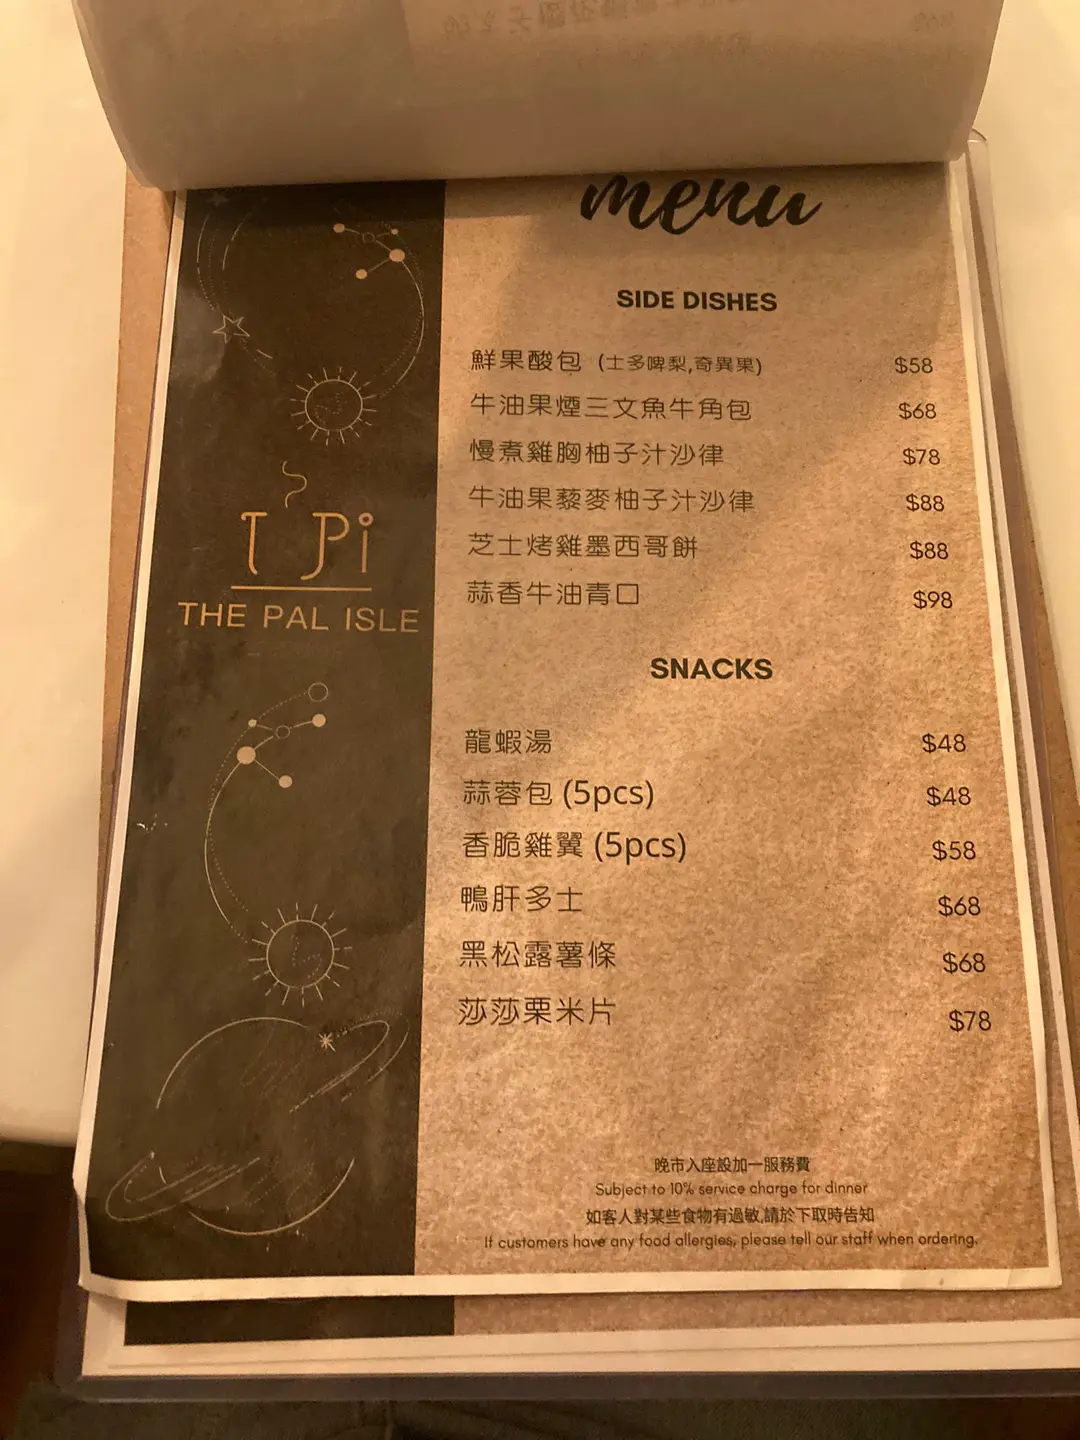 menu
SIDE DISHES
鮮果酸包 (士多啤梨,奇異果) $58
牛油果煙三文魚牛角包 $68
慢煮雞胸柚子汁沙律 $78
牛油果藜麥柚子汁沙律 $88
芝士烤雞墨西哥餅 $88
蒜香牛油青口 $98
T Pi
THE PAL ISLE
SNACKS
龍蝦湯 $48
蒜蓉包 (5pcs) $48
香脆雞翼 (5pcs) $58
鴨肝多士 $68
黑松露薯條 $68
莎莎粟米片 $78
晚市入座設加一服務費
Subject to 10% service charge for dinner
如客人對某些食物有過敏,請於下取時告知
If customers have any food allergies, please tell our staff when ordering.